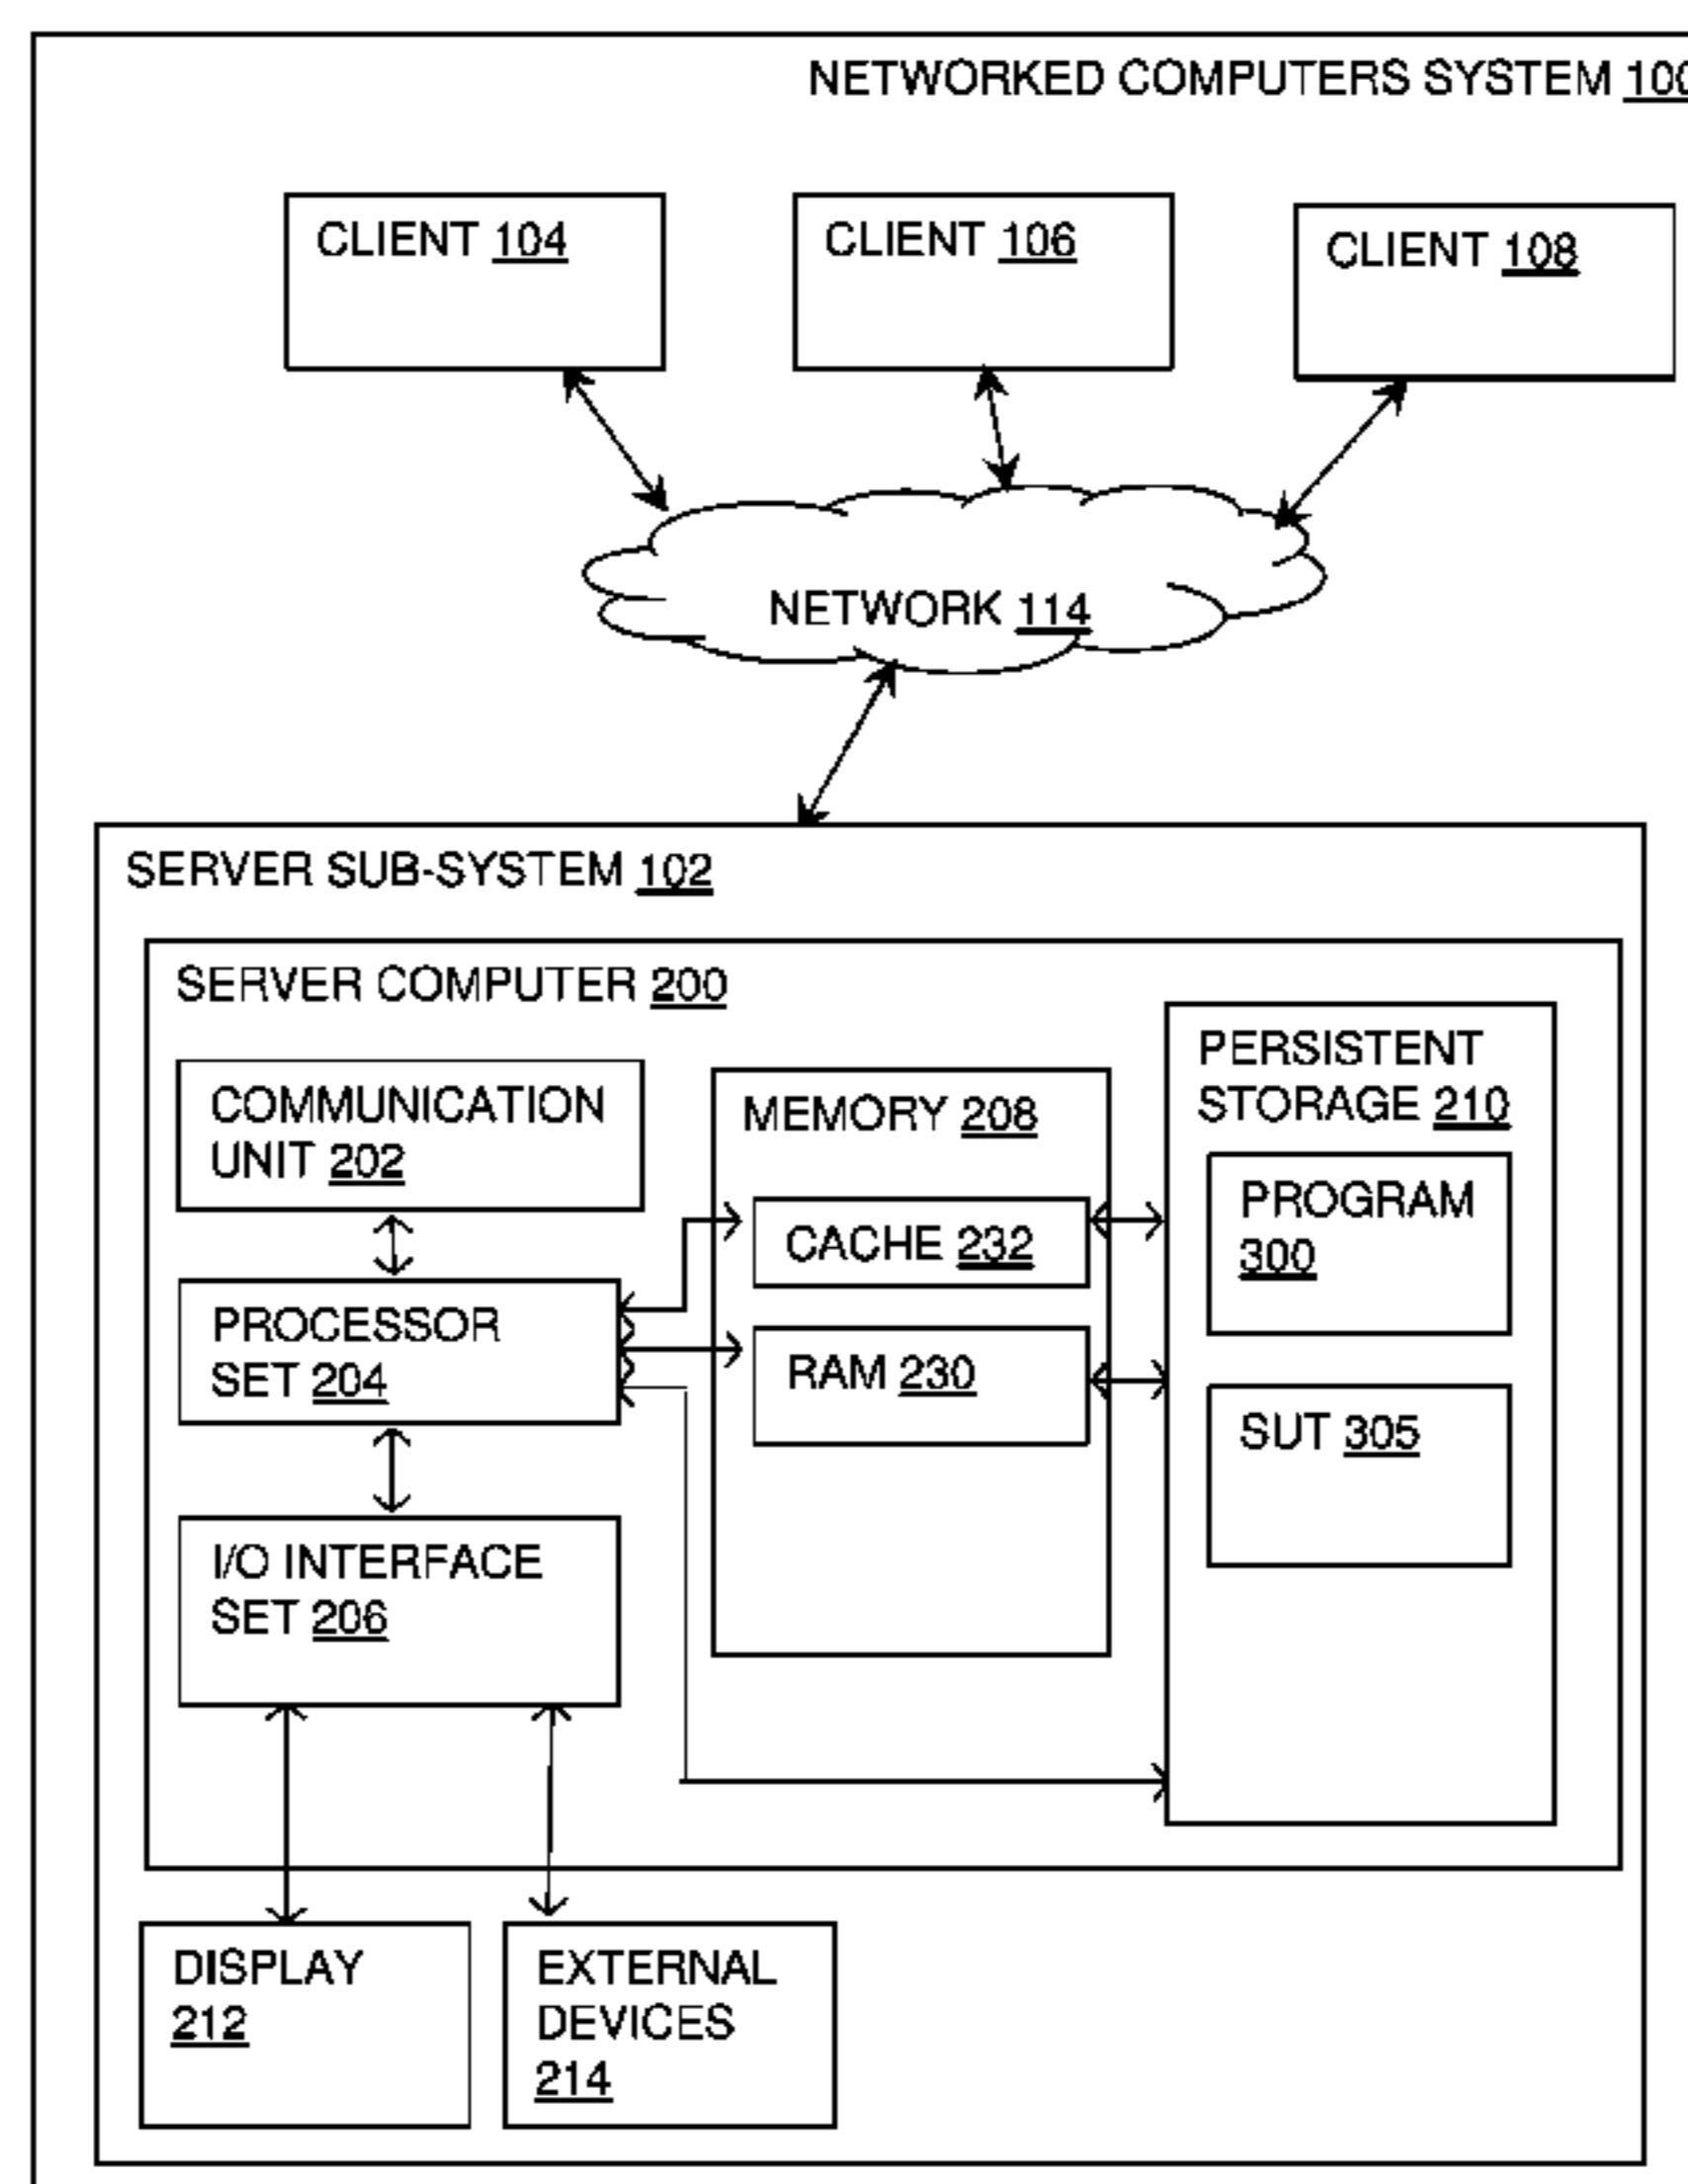 NETWORKED COMPUTERS SYSTEM 100
CLIENT 104
CLIENT 106
CLIENT 108
NETWORK 114
SERVER SUB-SYSTEM 102
SERVER COMPUTER 200
COMMUNICATION
UNIT 202
PROCESSOR
SET 204
I/O INTERFACE
SET 206
MEMORY 208
CACHE 232
RAM 230
PERSISTENT
STORAGE 210
PROGRAM
300
SUT 305
DISPLAY
212
EXTERNAL
DEVICES
214